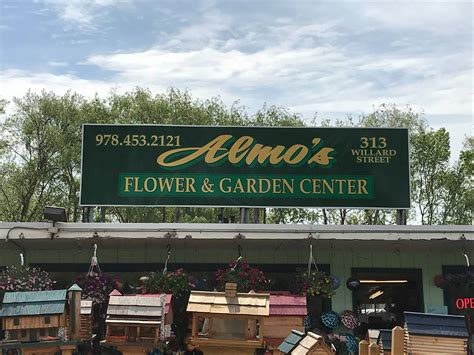 978.453.2121
Almo's
313
WILLARD
STREET
FLOWER & GARDEN CENTER
OPEN